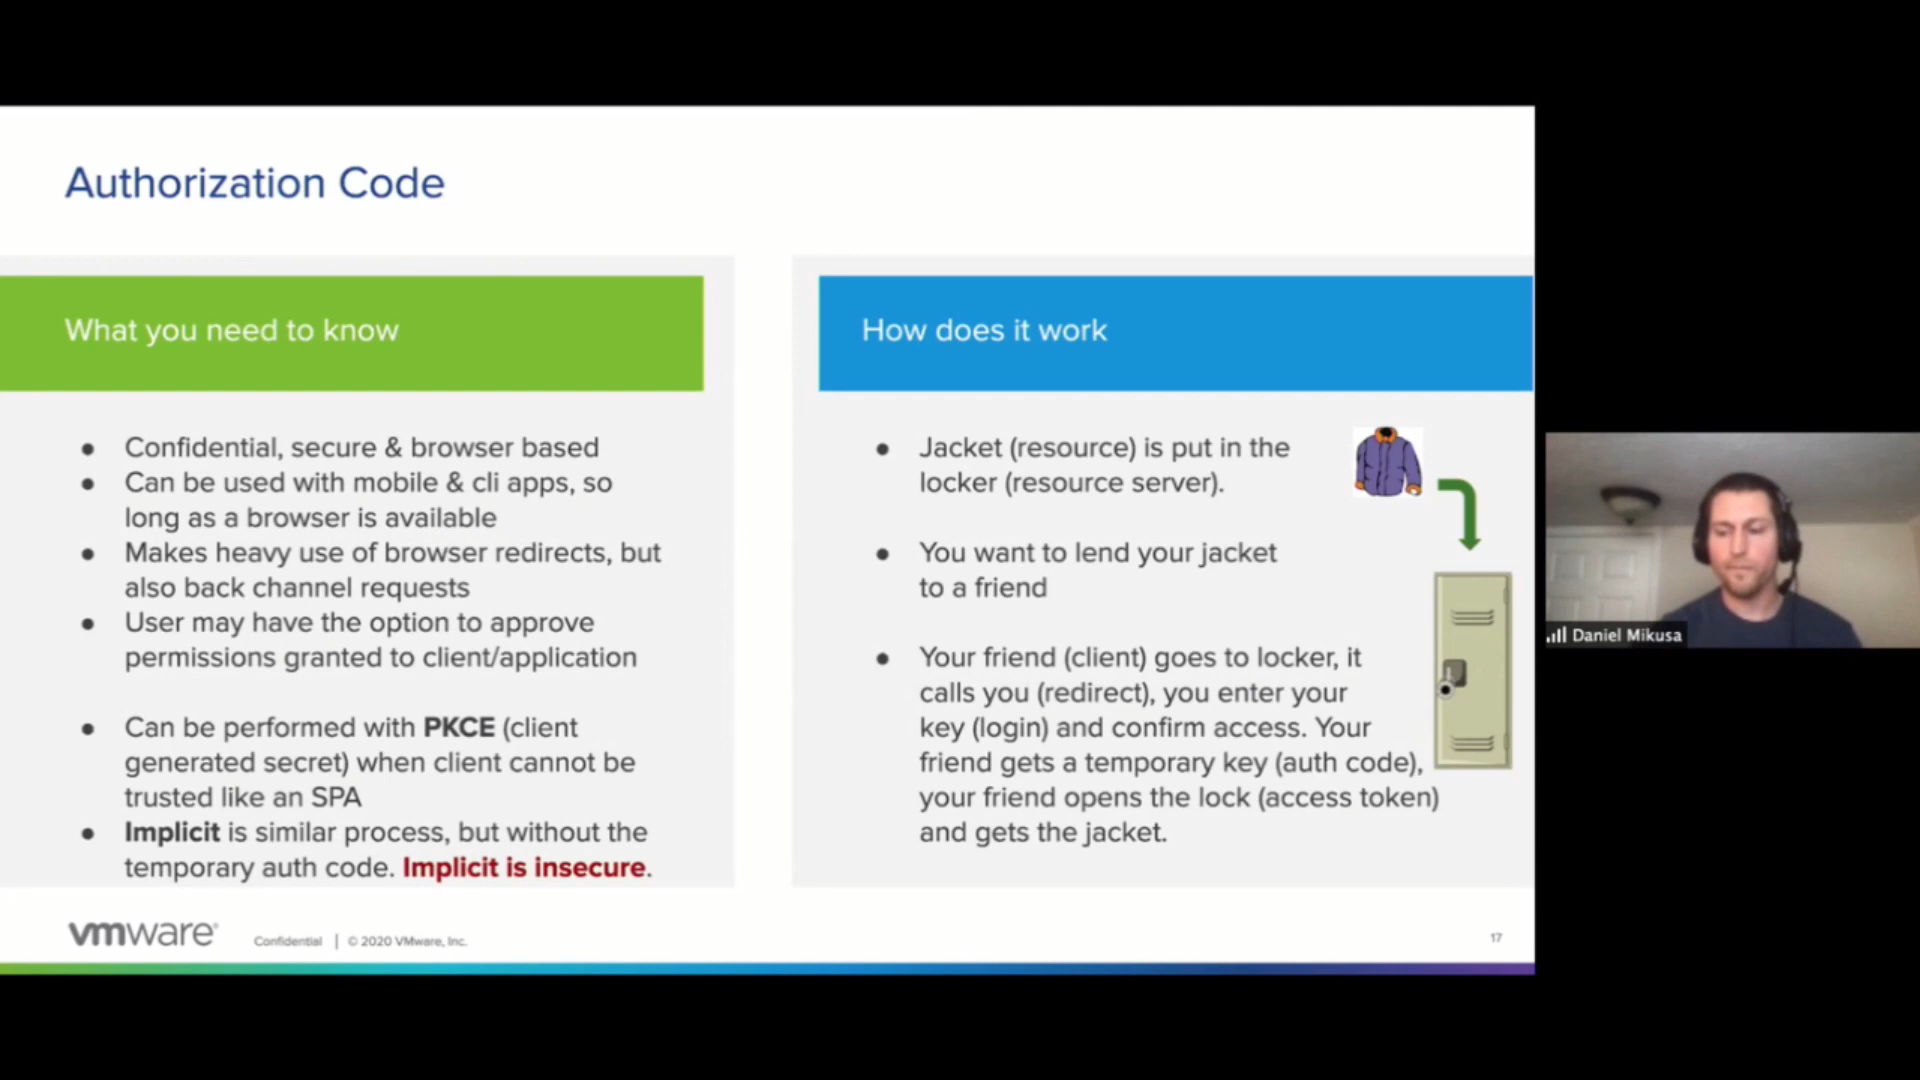 Authorization Code
What you need to know
● Confidential, secure & browser based
● Can be used with mobile & cli apps, so
long as a browser is available
● Makes heavy use of browser redirects, but
also back channel requests
● User may have the option to approve
permissions granted to client/application
● Can be performed with PKCE (client
generated secret) when client cannot be
trusted like an SPA
● Implicit is similar process, but without the
temporary auth code. Implicit is insecure.
How does it work
● Jacket (resource) is put in the
locker (resource server).
● You want to lend your jacket
to a friend
● Your friend (client) goes to locker, it
calls you (redirect), you enter your
key (login) and confirm access. Your
friend gets a temporary key (auth code),
your friend opens the lock (access token)
and gets the jacket.
vmware®
Confidential | © 2020 VMware, Inc.
17
Daniel Mikusa